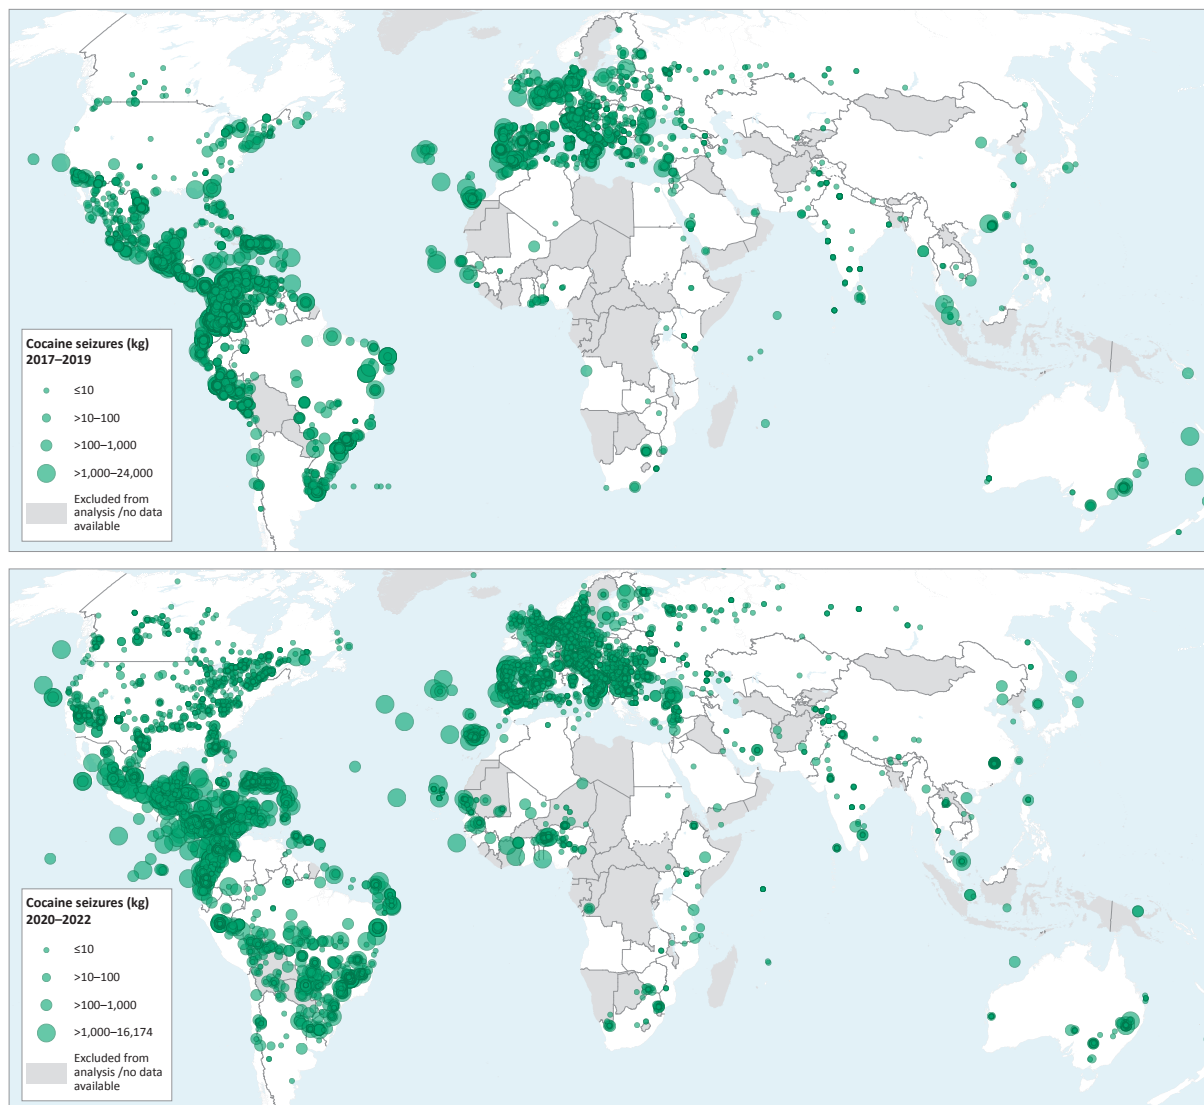 Cocaine seizures (kg)
2017–2019
≤10
>10–100
>100–1,000
>1,000–24,000
Excluded from
analysis /no data
available
Cocaine seizures (kg)
2020–2022
≤10
>10–100
>100–1,000
>1,000–16,174
Excluded from
analysis /no data
available